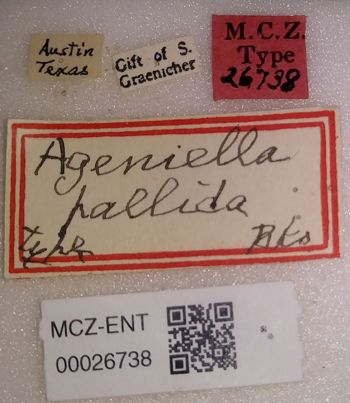 Austin
Texas
Gift of S.
Graenicher
M.C.Z.
Type
26738
Ageniella
pallida
type
Bks
MCZ-ENT
00026738